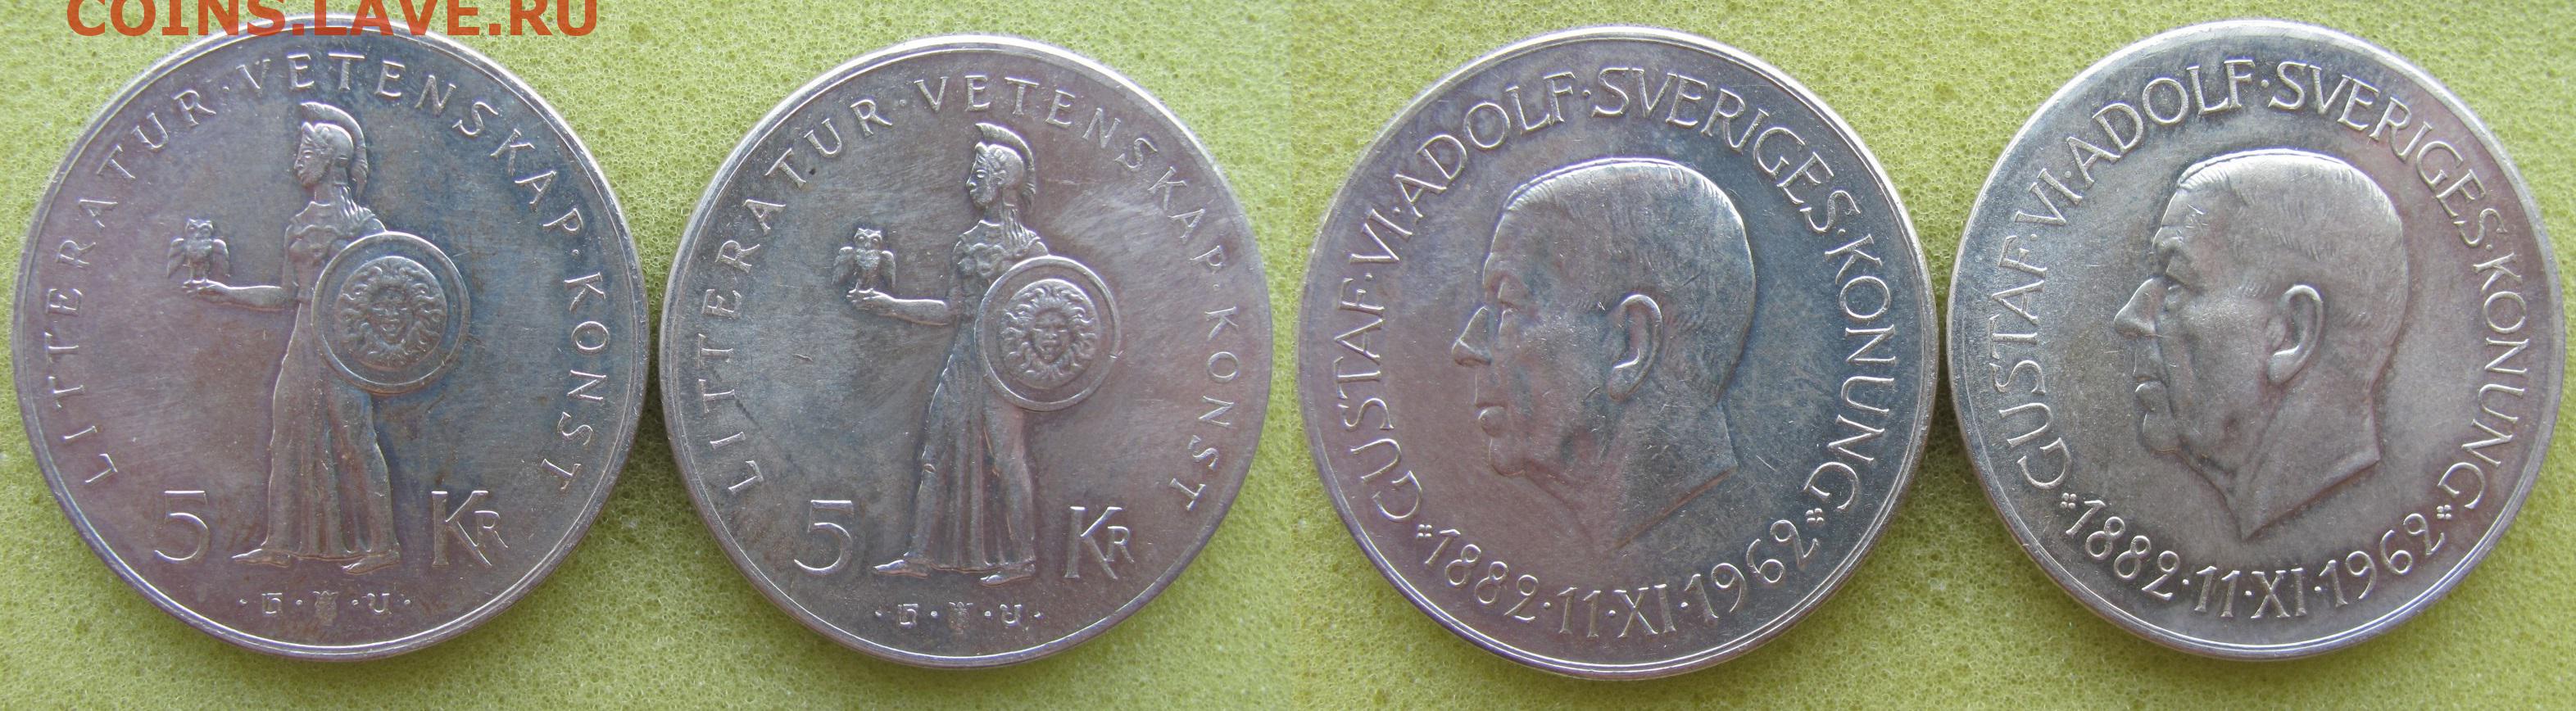 COINS.LAVE.RU
LITTERATUR·VETENSKAP·KONST
5 KR
·G· ·U·
LITTERATUR·VETENSKAP·KONST
5 KR
·G· ·U·
GUSTAF·VI·ADOLF·SVERIGES·KONUNG
1882·11·XI·1962
GUSTAF·VI·ADOLF·SVERIGES·KONUNG
1882·11·XI·1962